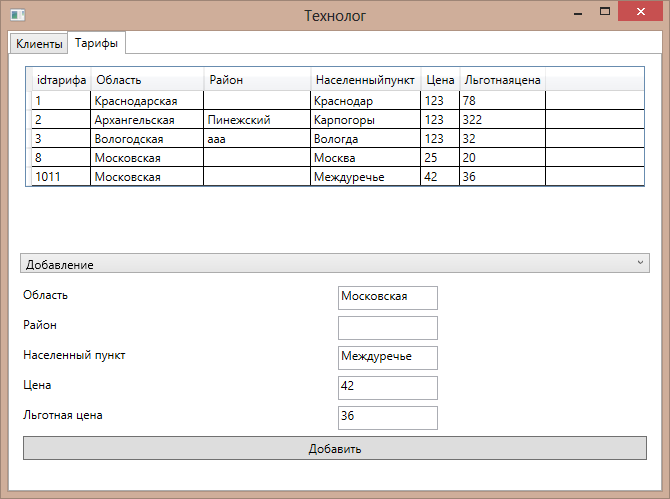 Технолог
Клиенты Тарифы
idтарифа Область Район Населенныйпункт Цена Льготнаяцена
1 Краснодарская Краснодар 123 78
2 Архангельская Пинежский Карпогоры 123 322
3 Вологодская ааа Вологда 123 32
8 Московская Москва 25 20
1011 Московская Междуречье 42 36
Добавление
Область Московская
Район
Населенный пункт Междуречье
Цена 42
Льготная цена 36
Добавить